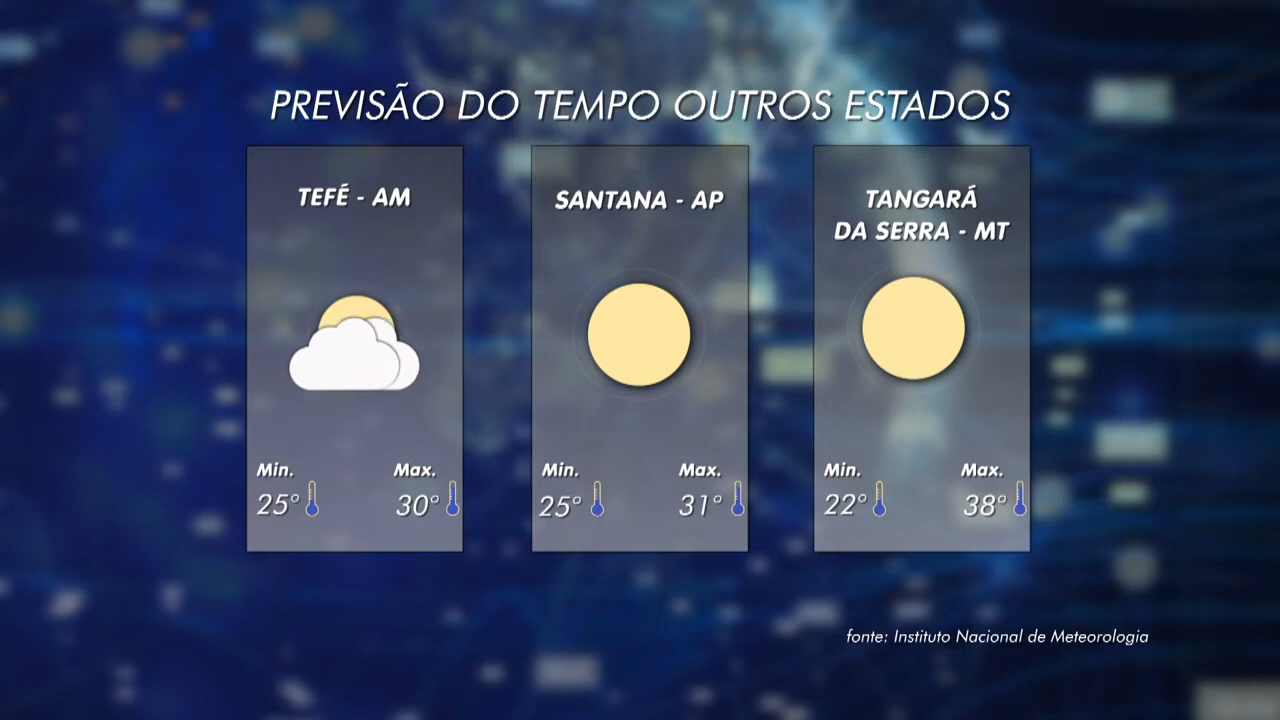 PREVISÃO DO TEMPO OUTROS ESTADOS
TEFÉ - AM
Min.
Max.
25°
30°
SANTANA - AP
Min.
Max.
25°
31°
TANGARÁ
DA SERRA - MT
Min.
Max.
22°
38°
fonte: Instituto Nacional de Meteorologia